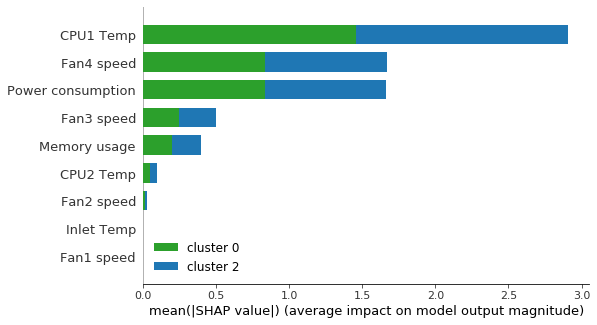 CPU1 Temp
Fan4 speed
Power consumption
Fan3 speed
Memory usage
CPU2 Temp
Fan2 speed
Inlet Temp
Fan1 speed
cluster 0
cluster 2
0.0 0.5 1.0 1.5 2.0 2.5 3.0
mean(|SHAP value|) (average impact on model output magnitude)